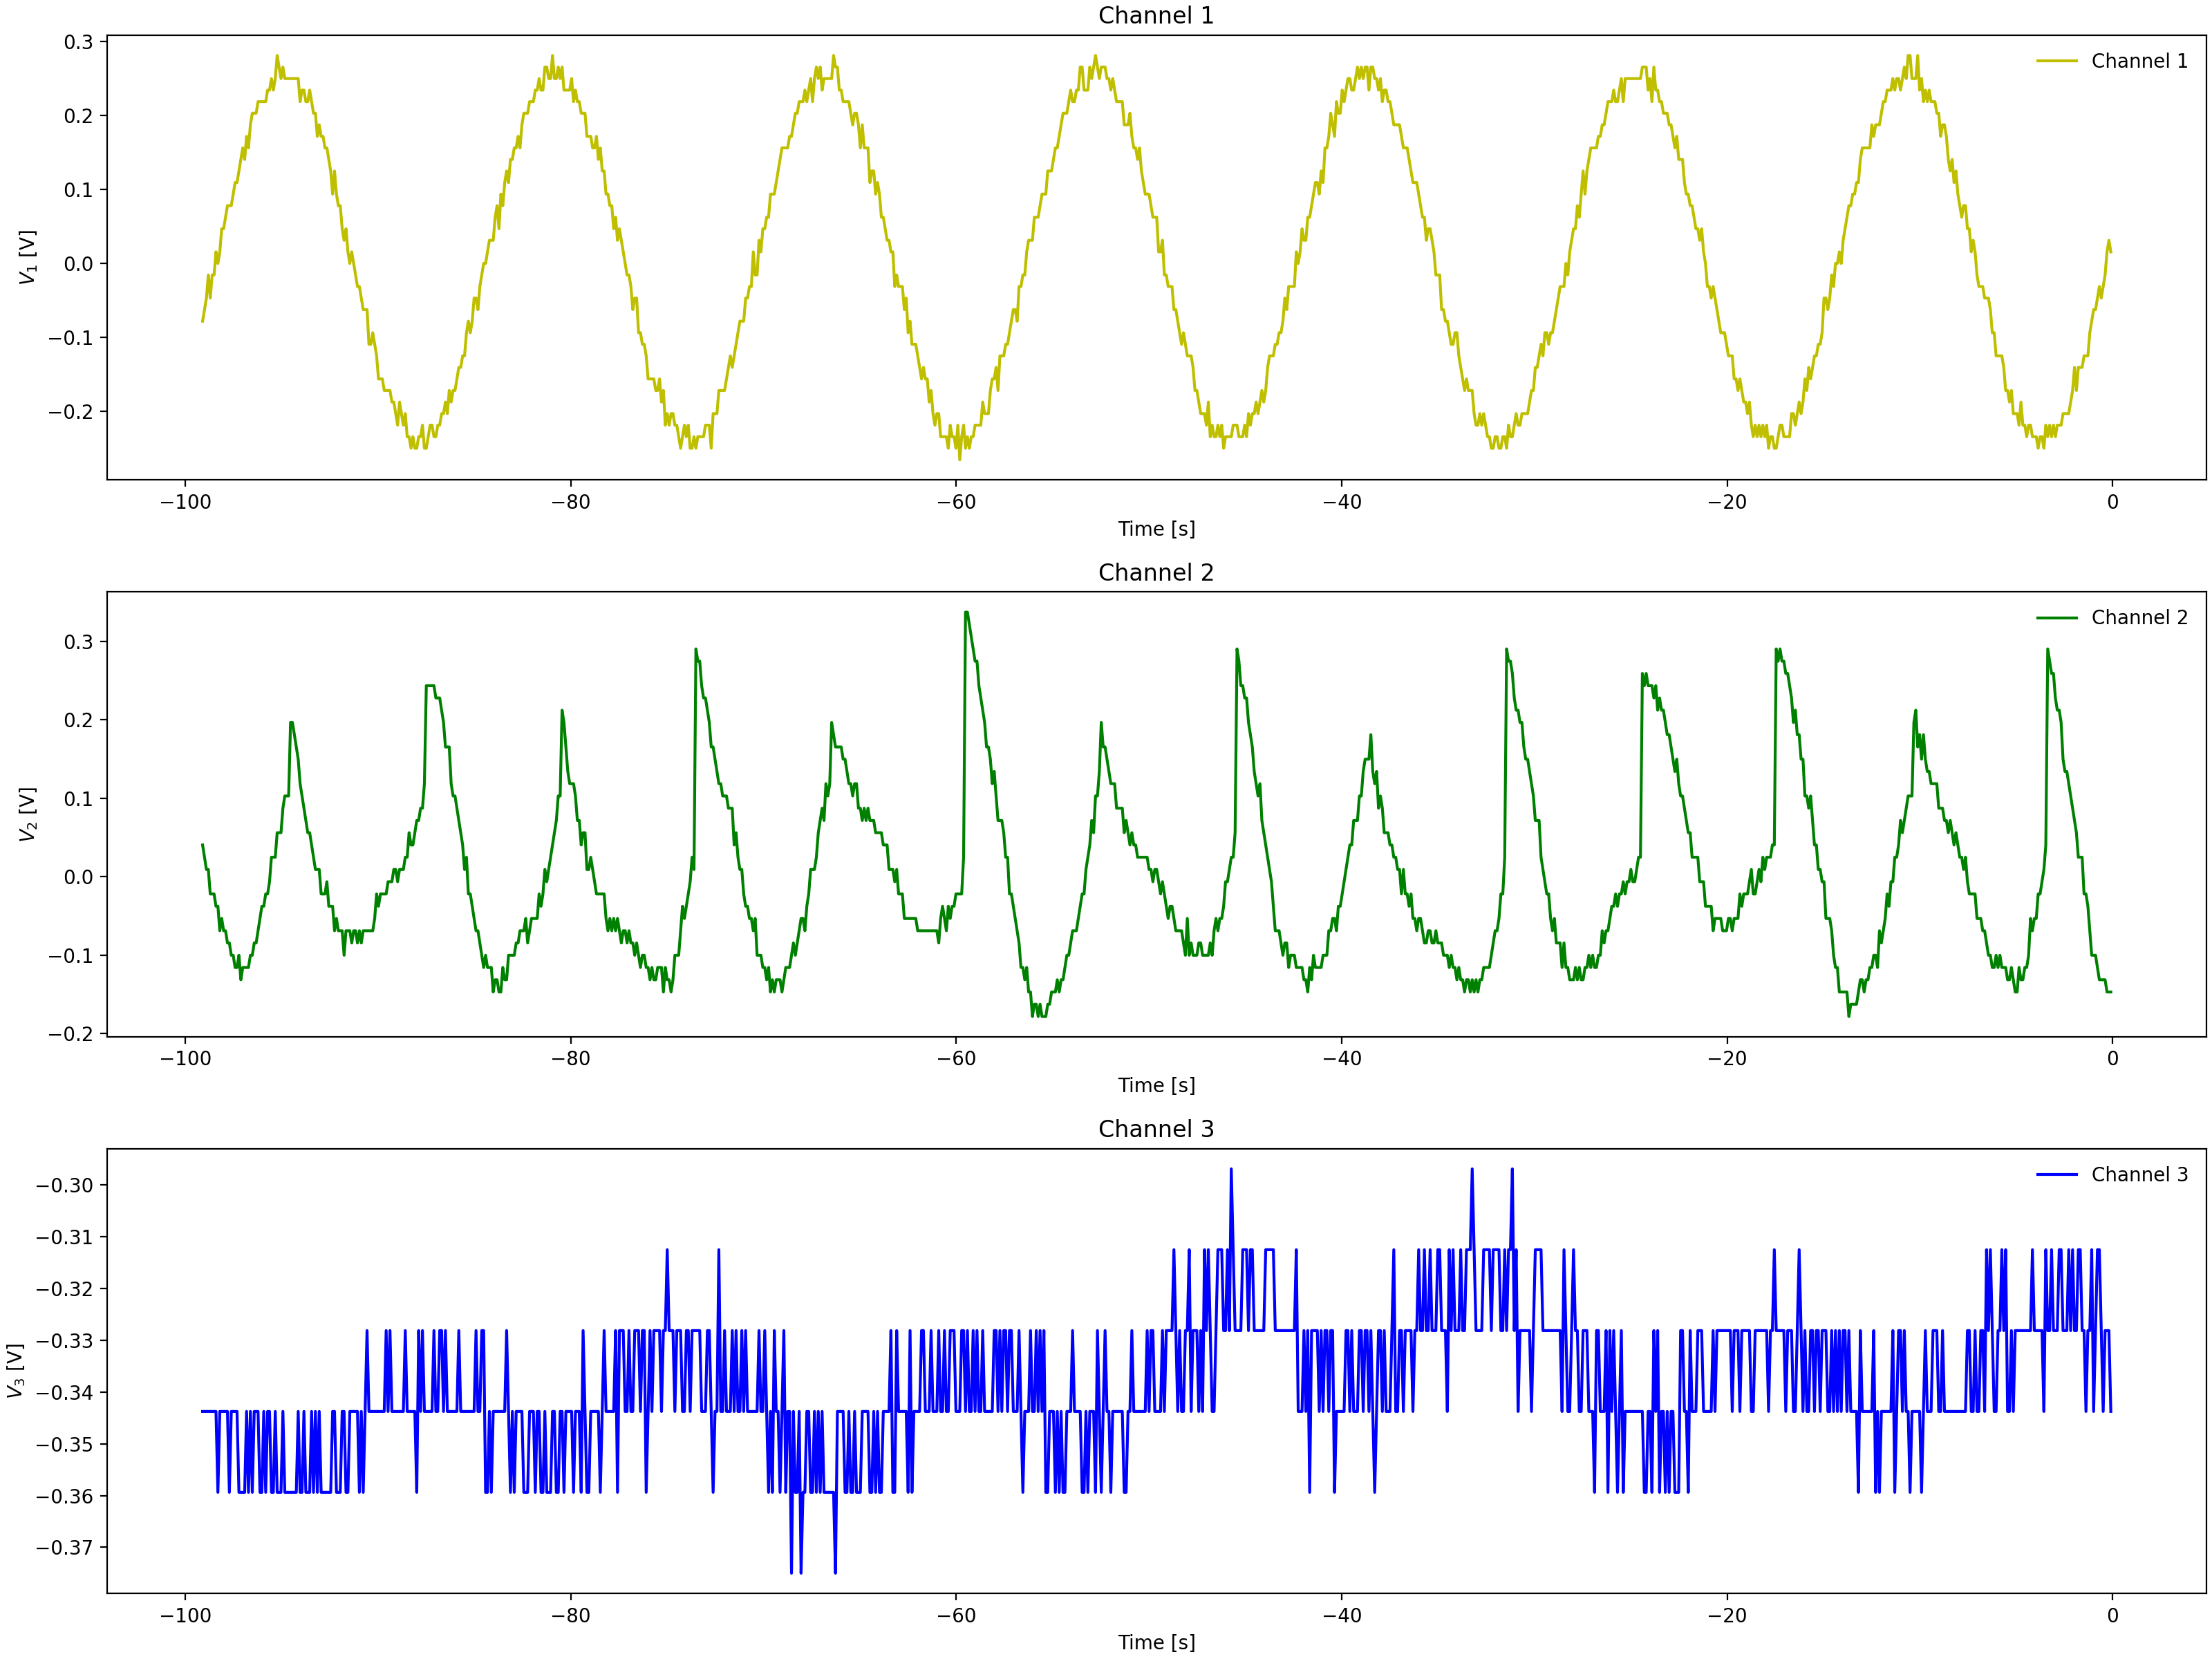 Channel 1
Channel 1
0.3
0.2
0.1
0.0
−0.1
−0.2
V1 [V]
−100 −80 −60 −40 −20 0
Time [s]
Channel 2
Channel 2
0.3
0.2
0.1
0.0
−0.1
−0.2
V2 [V]
−100 −80 −60 −40 −20 0
Time [s]
Channel 3
Channel 3
−0.30
−0.31
−0.32
−0.33
−0.34
−0.35
−0.36
−0.37
V3 [V]
−100 −80 −60 −40 −20 0
Time [s]